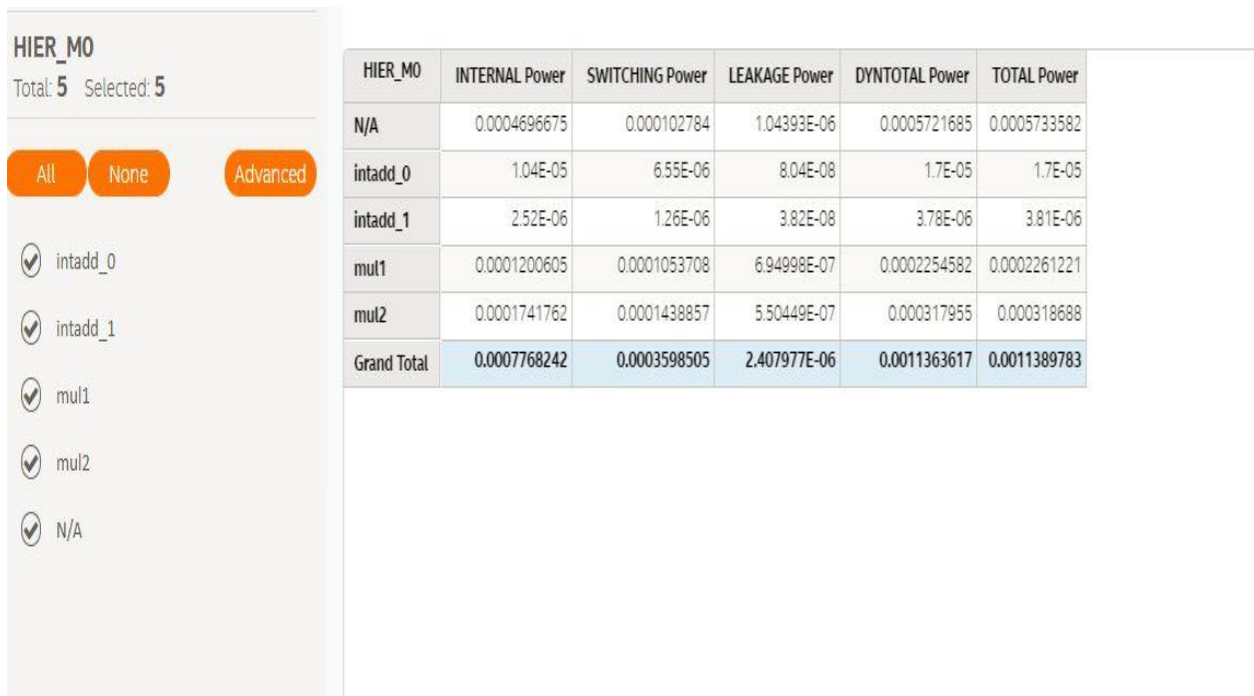 HIER_M0
Total: 5 Selected: 5
All None Advanced
intadd_0
intadd_1
mul1
mul2
N/A
HIER_M0 INTERNAL Power SWITCHING Power LEAKAGE Power DYNTOTAL Power TOTAL Power
N/A 0.0004696675 0.000102784 1.04393E-06 0.0005721685 0.0005733582
intadd_0 1.04E-05 6.55E-06 8.04E-08 1.7E-05 1.7E-05
intadd_1 2.52E-06 1.26E-06 3.82E-08 3.78E-06 3.81E-06
mul1 0.0001200605 0.0001053708 6.94998E-07 0.0002254582 0.0002261221
mul2 0.0001741762 0.0001438857 5.50449E-07 0.000317955 0.000318688
Grand Total 0.0007768242 0.0003598505 2.407977E-06 0.0011363617 0.0011389783